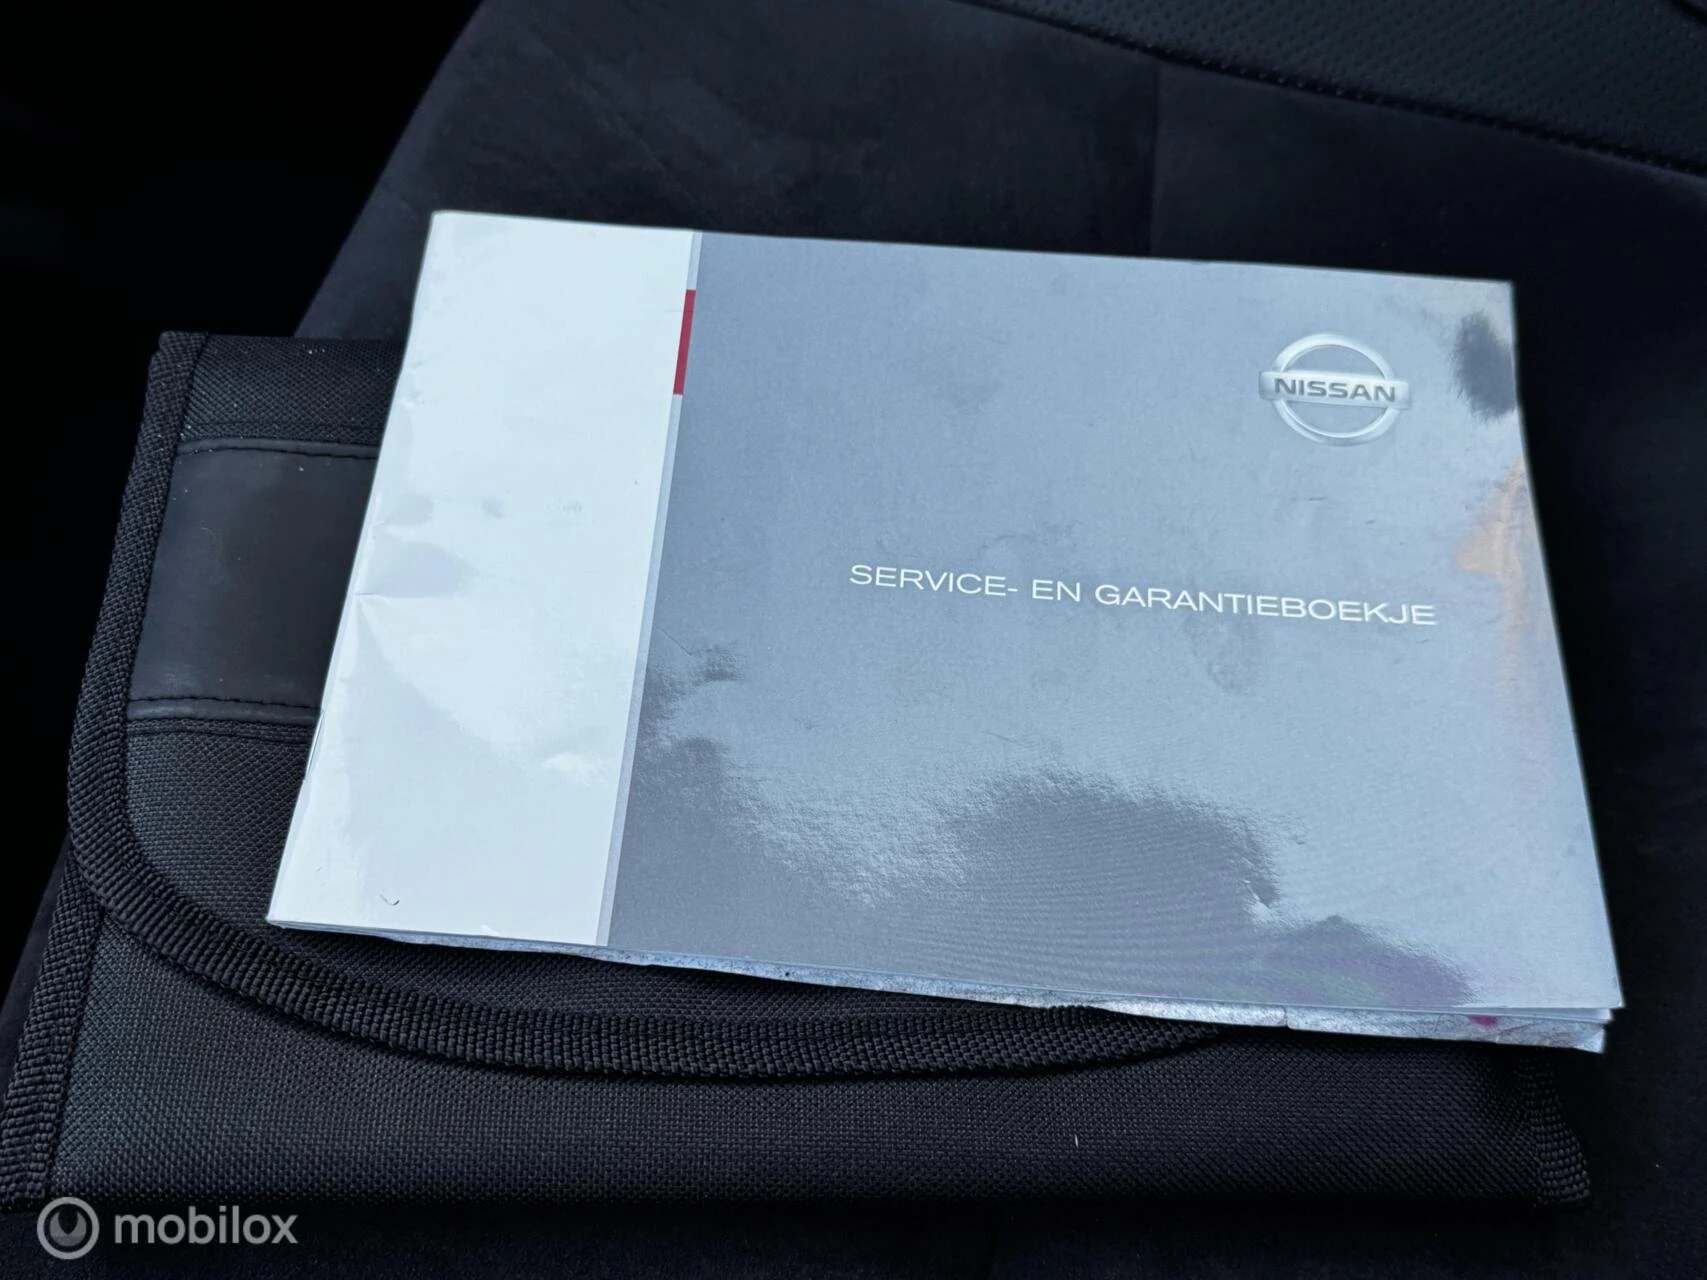 NISSAN
SERVICE- EN GARANTIEBOEKJE
mobilox